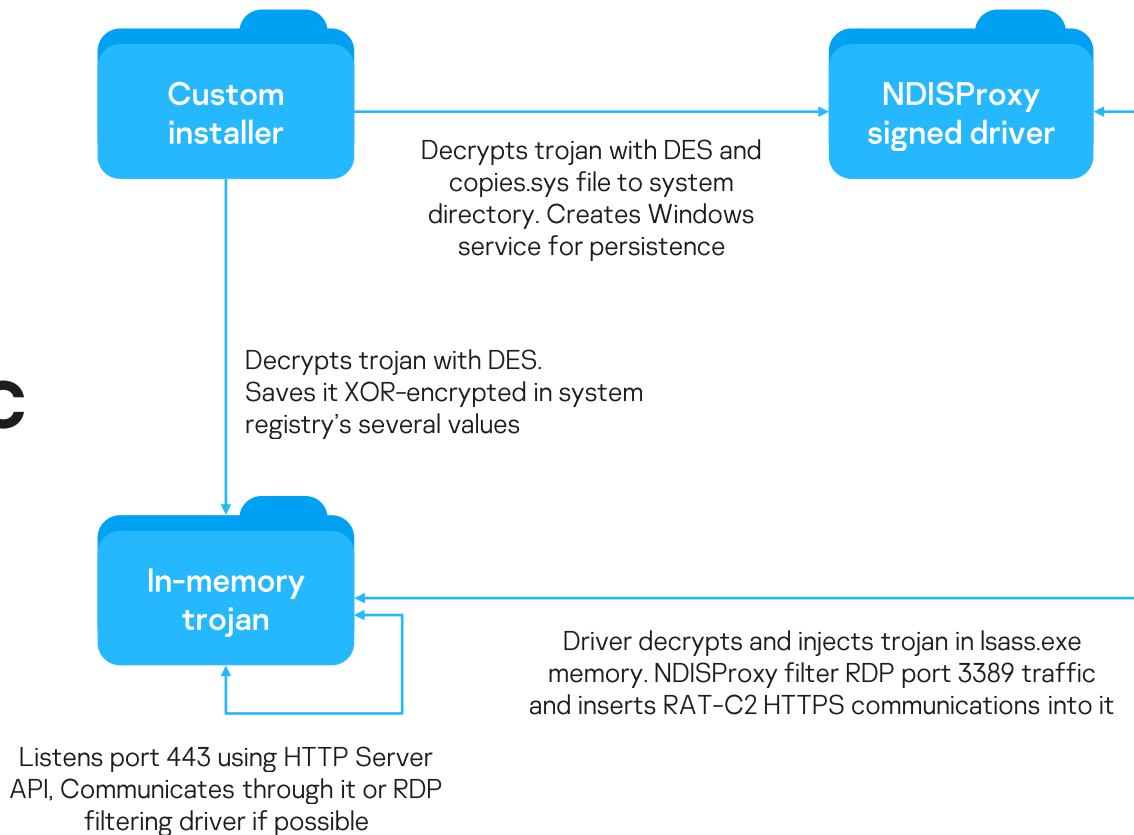 Custom
installer
NDISProxy
signed driver
Decrypts trojan with DES and
copies.sys file to system
directory. Creates Windows
service for persistence
Decrypts trojan with DES.
Saves it XOR-encrypted in system
registry's several values
c
In-memory
trojan
Driver decrypts and injects trojan in lsass.exe
memory. NDISProxy filter RDP port 3389 traffic
and inserts RAT-C2 HTTPS communications into it
Listens port 443 using HTTP Server
API, Communicates through it or RDP
filtering driver if possible